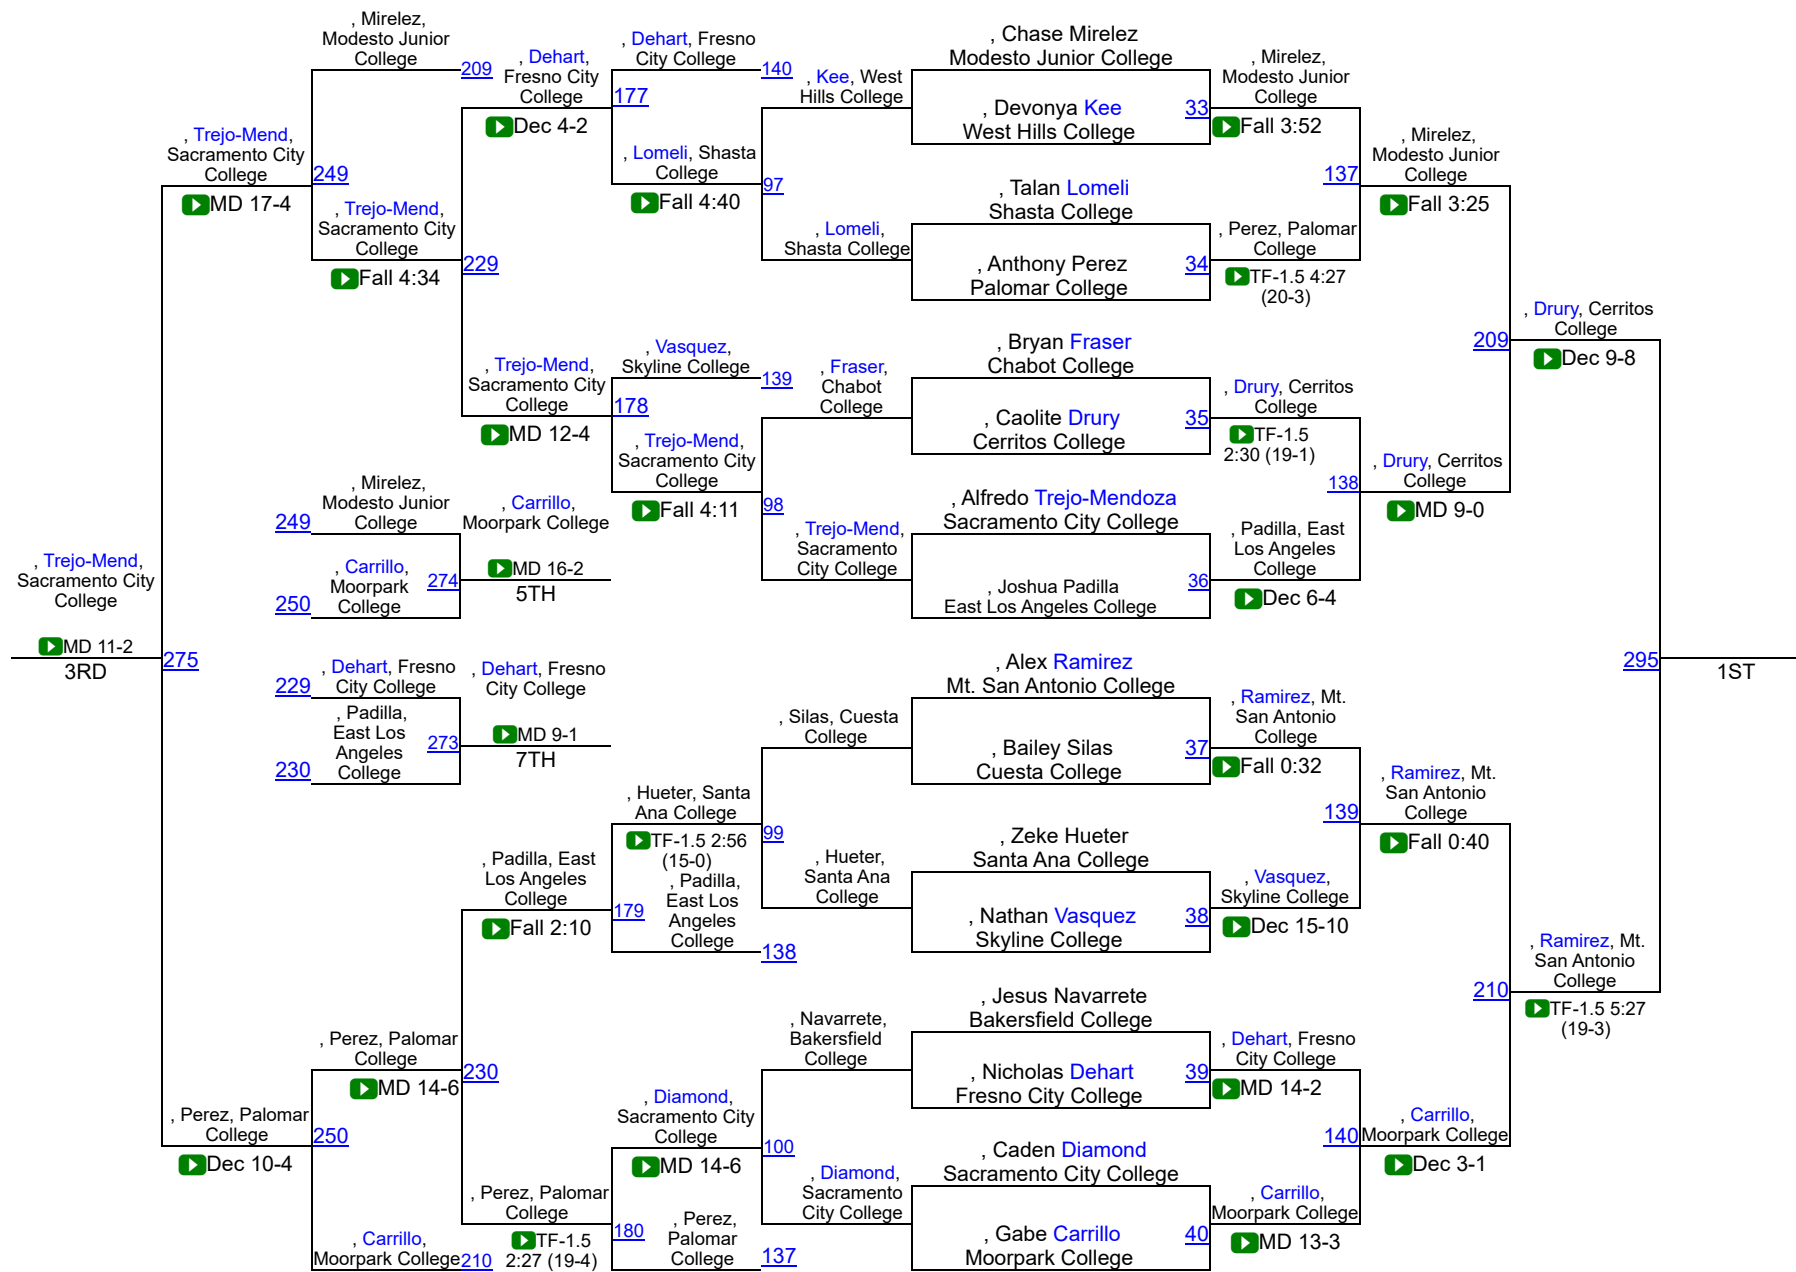 , Mirelez,
Modesto Junior
College
209
, Trejo-Mend,
Sacramento City
College
MD 17-4
249
, Trejo-Mend,
Sacramento City
College
Fall 4:34
, Dehart,
Fresno City
College
Dec 4-2
229
, Dehart, Fresno
City College
140
177
, Lomeli, Shasta
College
Fall 4:40
, Kee, West
Hills College
97
, Lomeli,
Shasta College
, Trejo-Mend,
Sacramento City
College
MD 12-4
, Vasquez,
Skyline College
139
178
, Trejo-Mend,
Sacramento City
College
Fall 4:11
, Fraser,
Chabot
College
98
, Trejo-Mend,
Sacramento
City College
, Mirelez,
Modesto Junior
College
249
, Carrillo,
Moorpark
College
250
274
, Carrillo,
Moorpark College
MD 16-2
5TH
, Trejo-Mend,
Sacramento City
College
MD 11-2
3RD
275
, Dehart, Fresno
City College
229
, Padilla,
East Los
Angeles
College
230
273
, Dehart, Fresno
City College
MD 9-1
7TH
, Silas, Cuesta
College
, Hueter, Santa
Ana College
TF-1.5 2:56
(15-0)
99
, Hueter,
Santa Ana
College
, Padilla, East
Los Angeles
College
Fall 2:10
179
, Padilla,
East Los
Angeles
College
138
, Perez, Palomar
College
MD 14-6
230
, Navarrete,
Bakersfield
College
, Diamond,
Sacramento City
College
MD 14-6
100
, Diamond,
Sacramento
City College
, Perez, Palomar
College
Dec 10-4
250
, Perez, Palomar
College
TF-1.5
2:27 (19-4)
180
, Perez,
Palomar
College
137
, Carrillo,
Moorpark College
210
, Chase Mirelez
Modesto Junior College
, Devonya Kee
West Hills College
33
, Mirelez,
Modesto Junior
College
Fall 3:52
, Talan Lomeli
Shasta College
, Anthony Perez
Palomar College
34
, Perez, Palomar
College
TF-1.5 4:27
(20-3)
137
, Mirelez,
Modesto Junior
College
Fall 3:25
, Bryan Fraser
Chabot College
, Caolite Drury
Cerritos College
35
, Drury, Cerritos
College
TF-1.5
2:30 (19-1)
, Alfredo Trejo-Mendoza
Sacramento City College
, Joshua Padilla
East Los Angeles College
36
, Padilla, East
Los Angeles
College
Dec 6-4
138
, Drury, Cerritos
College
MD 9-0
209
, Drury, Cerritos
College
Dec 9-8
295
1ST
, Alex Ramirez
Mt. San Antonio College
, Bailey Silas
Cuesta College
37
, Ramirez, Mt.
San Antonio
College
Fall 0:32
, Zeke Hueter
Santa Ana College
, Nathan Vasquez
Skyline College
38
, Vasquez,
Skyline College
Dec 15-10
139
, Ramirez, Mt.
San Antonio
College
Fall 0:40
, Jesus Navarrete
Bakersfield College
, Nicholas Dehart
Fresno City College
39
, Dehart, Fresno
City College
MD 14-2
, Caden Diamond
Sacramento City College
, Gabe Carrillo
Moorpark College
40
, Carrillo,
Moorpark College
MD 13-3
140
, Carrillo,
Moorpark College
Dec 3-1
210
, Ramirez, Mt.
San Antonio
College
TF-1.5 5:27
(19-3)